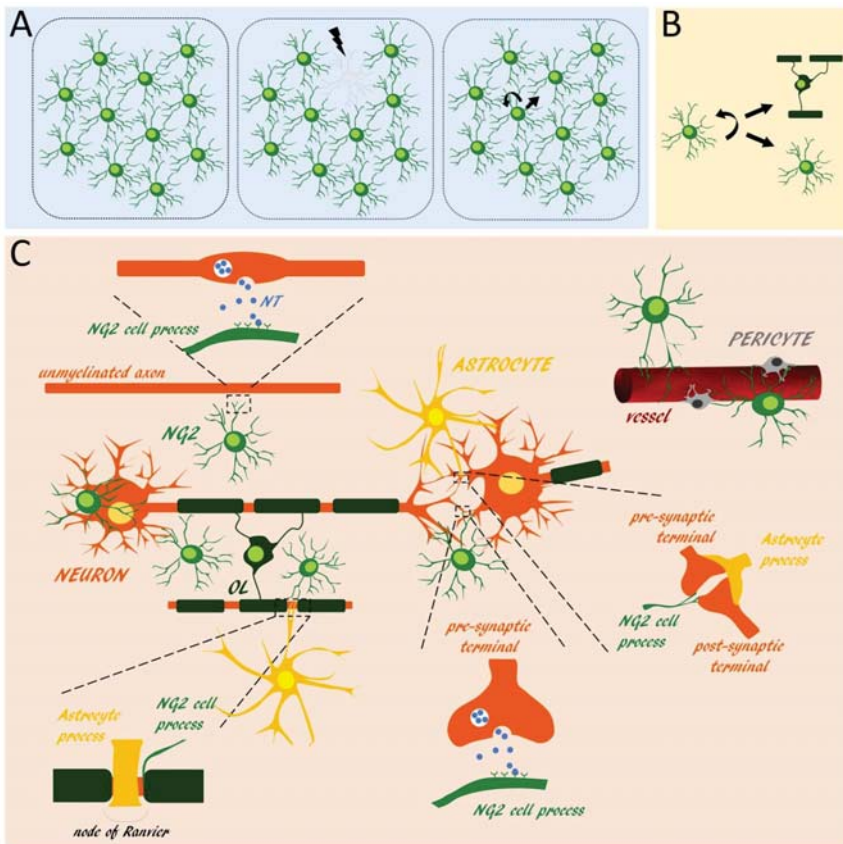 A
B
C
NT
NG2 cell process
unmyelinated axon
NG2
ASTROCYTE
PERICYTE
vessel
NEURON
OL
pre-synaptic
terminal
Astrocyte
process
NG2 cell
process
post-synaptic
terminal
pre-synaptic
terminal
NG2 cell process
Astrocyte
process
NG2 cell
process
node of Ranvier